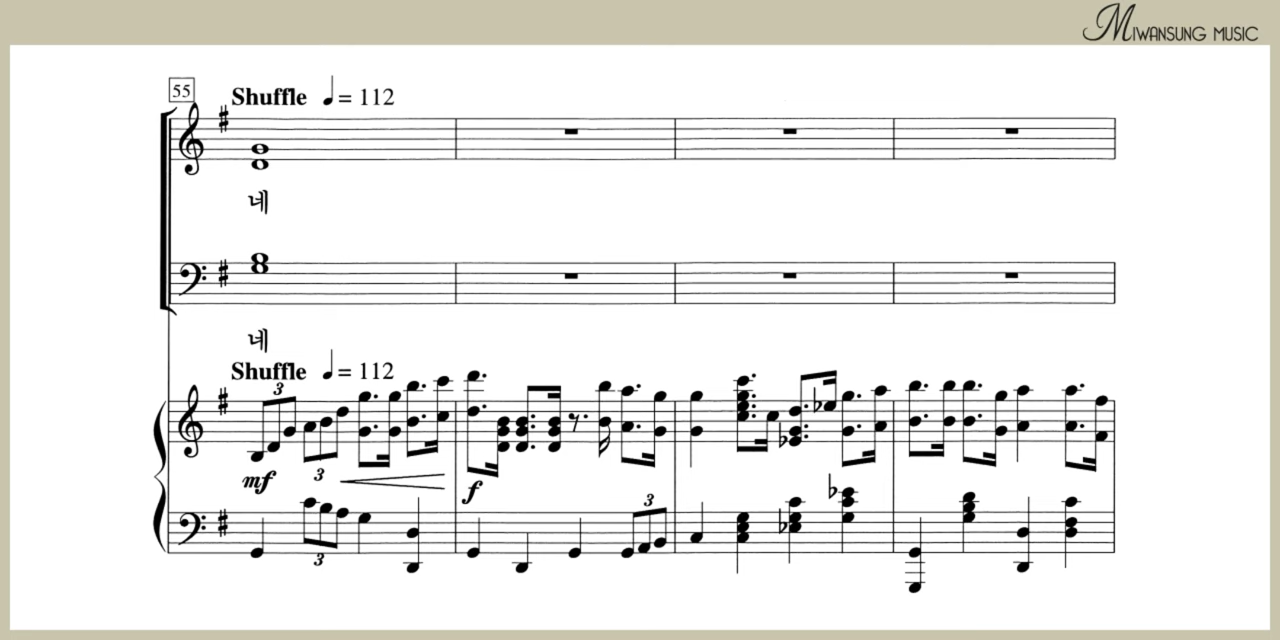 MIWANSUNG MUSIC
55
Shuffle ♩= 112
네
네
Shuffle ♩= 112
3
3
mf
f
3
3